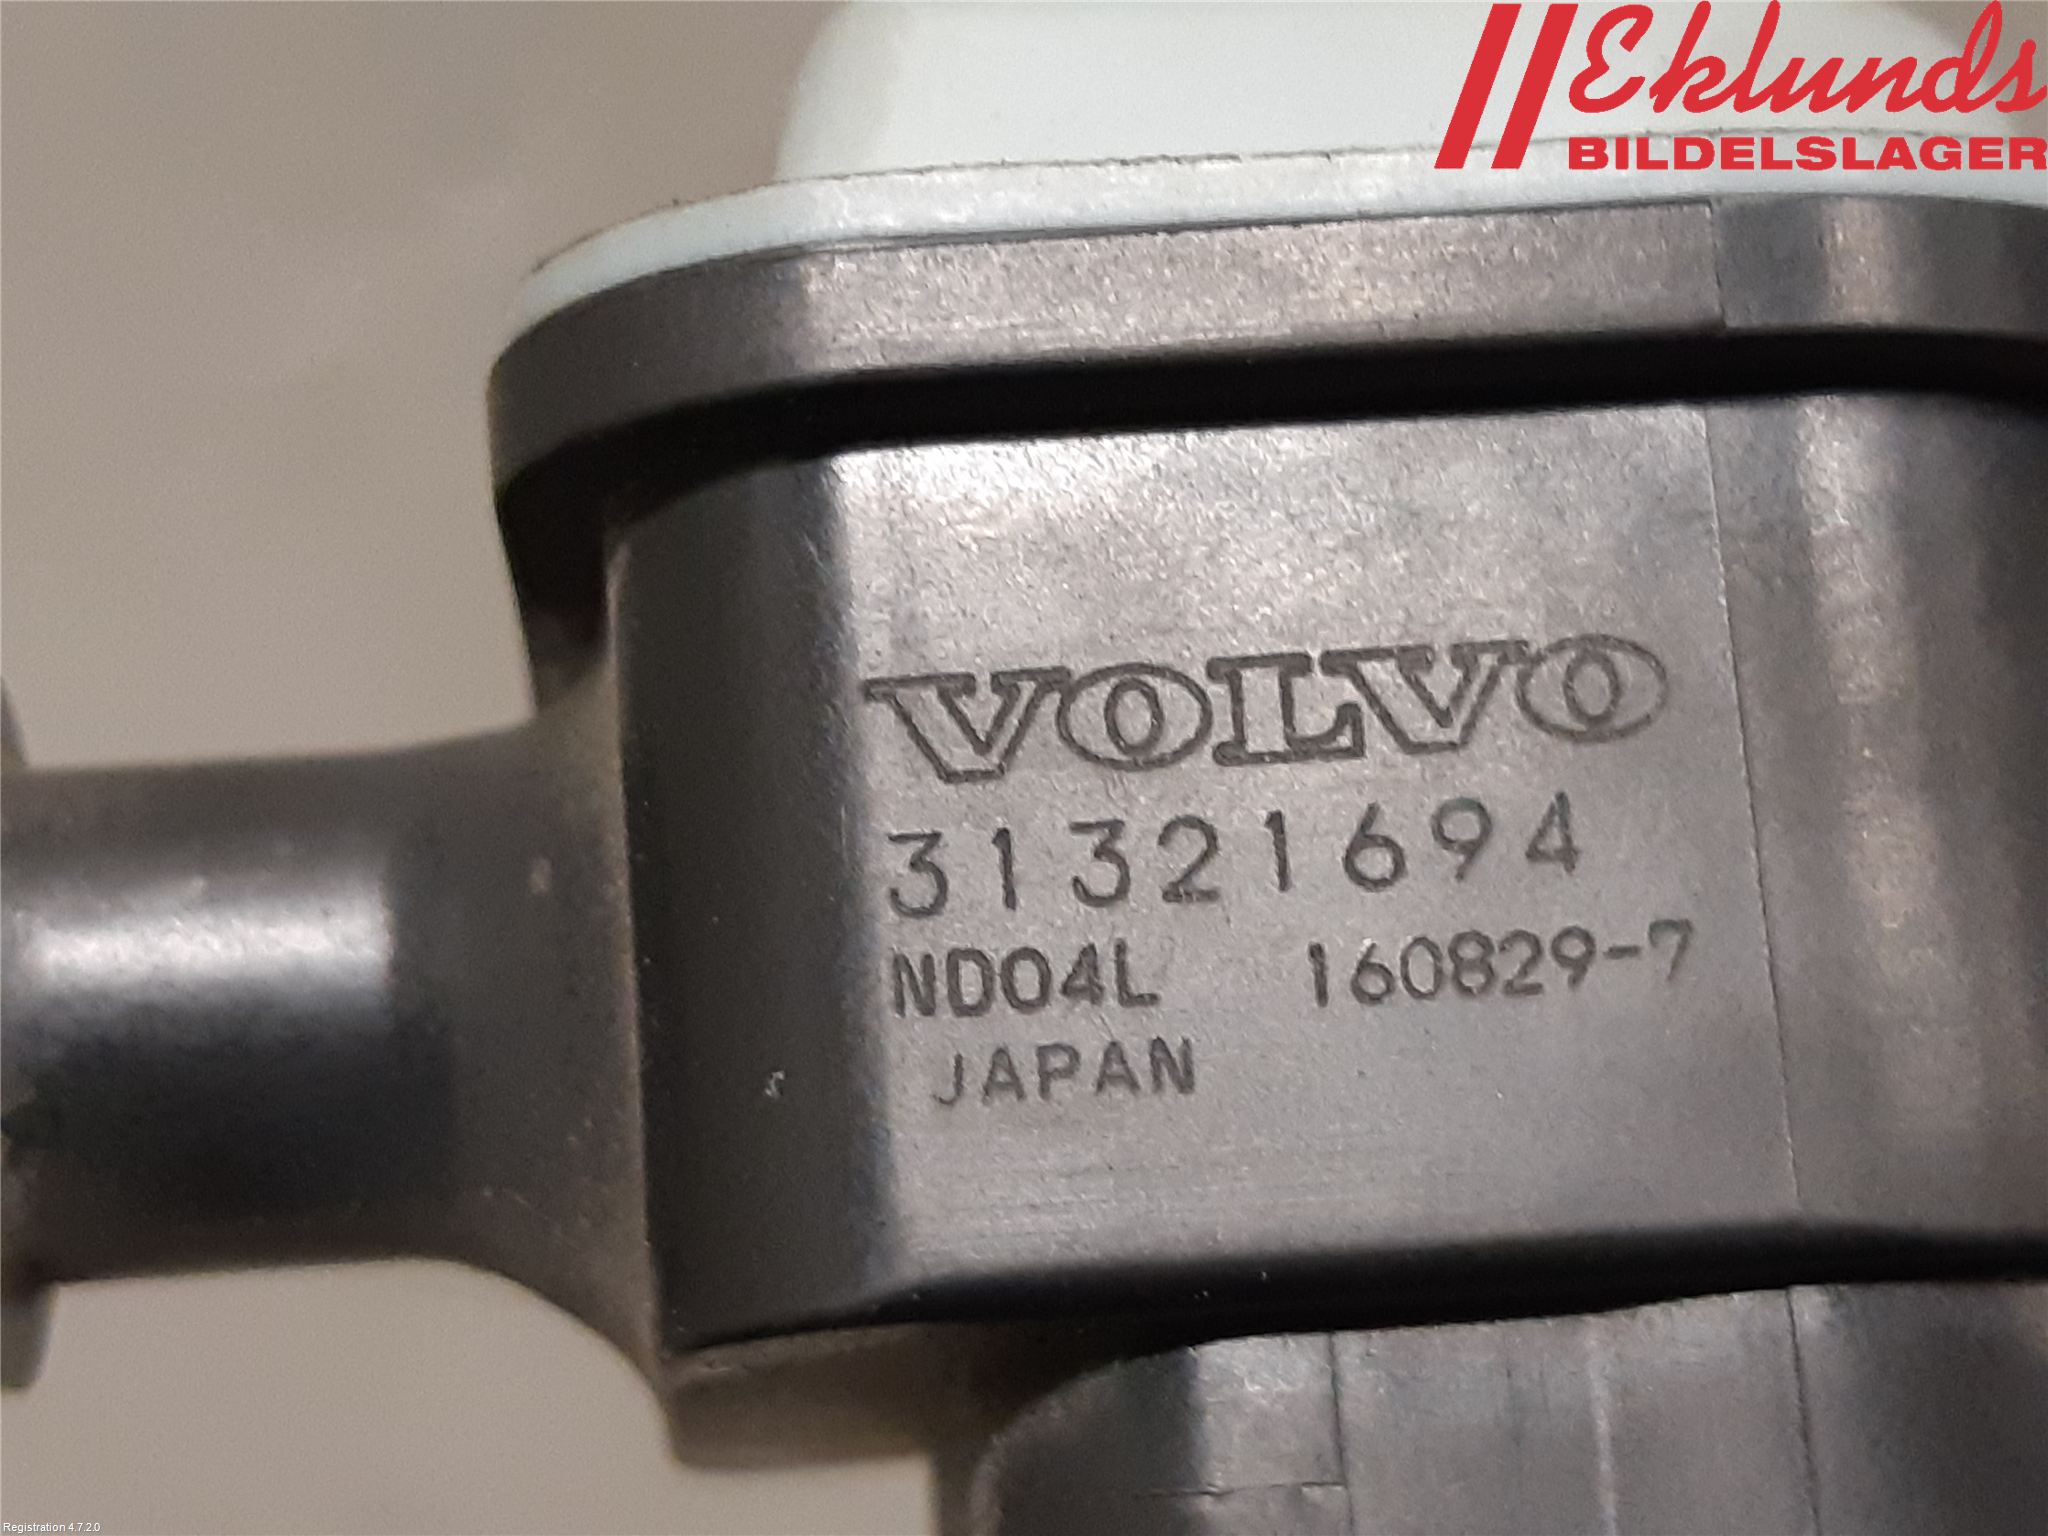 Eklunds
BILDELSLAGER
VOLVO
31321694
ND04L 160829-7
JAPAN
Registration 4.7.2.0